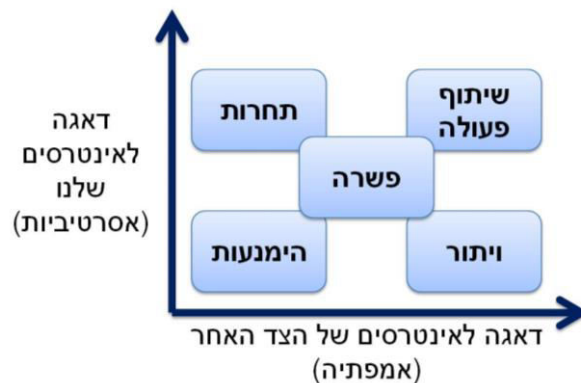 שיתוף
פעולה
תחרות
דאגה
לאינטרסים
שלנו
(אסרטיביות)
פשרה
ויתור
הימנעות
דאגה לאינטרסים של הצד האחר
(אמפתיה)